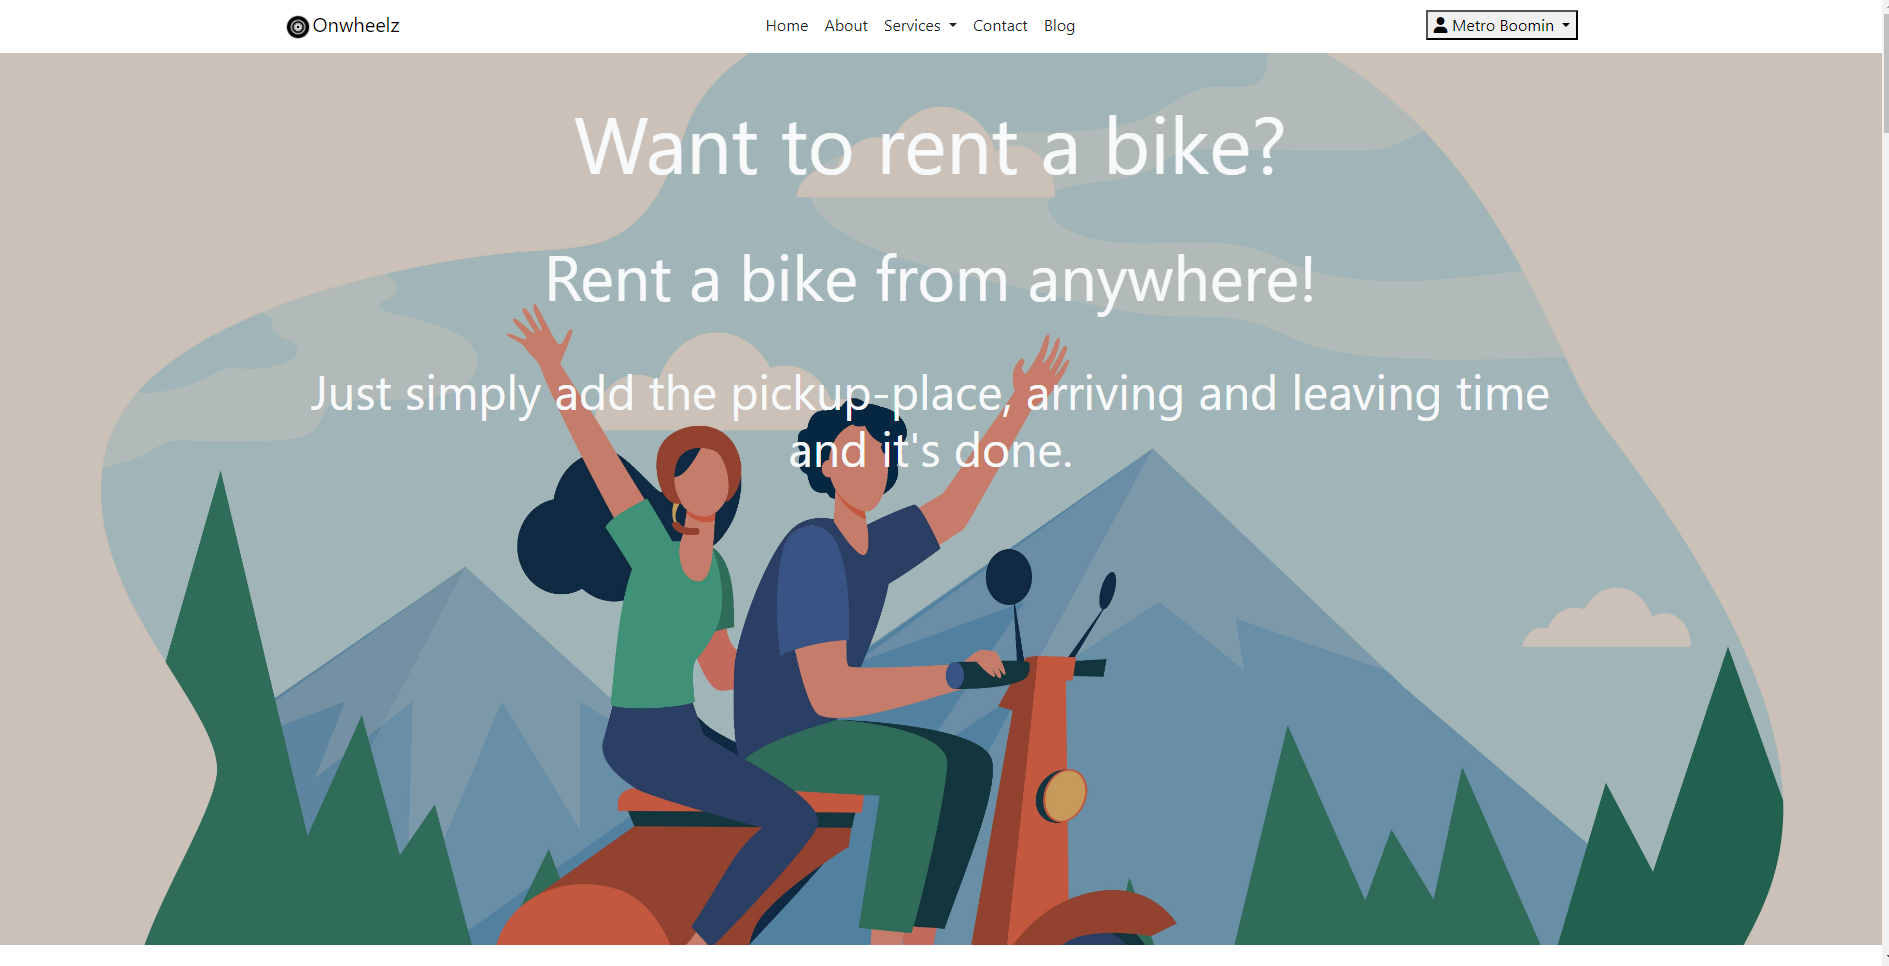 Onwheelz
Home About Services Contact Blog
Metro Boomin
Want to rent a bike?
Rent a bike from anywhere!
Just simply add the pickup-place, arriving and leaving time
and it's done.